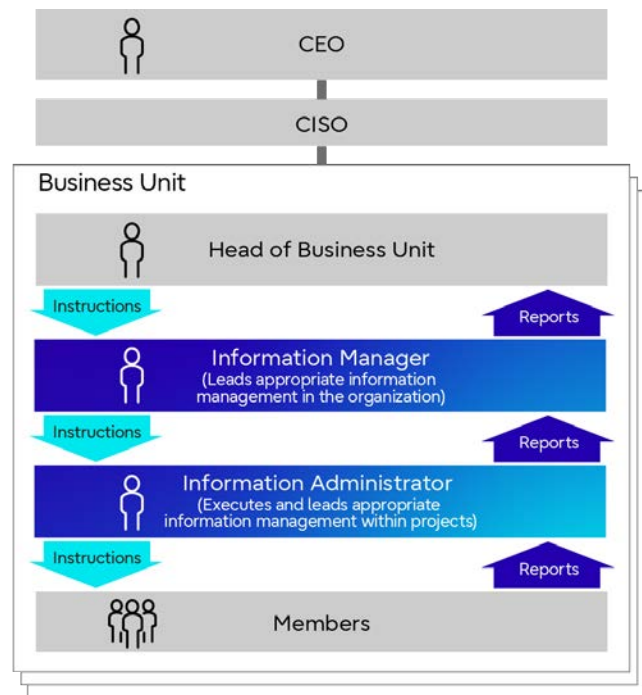 CEO
CISO
Business Unit
Head of Business Unit
Instructions
Reports
Information Manager
(Leads appropriate information
management in the organization)
Instructions
Reports
Information Administrator
(Executes and leads appropriate
information management within projects)
Instructions
Reports
Members